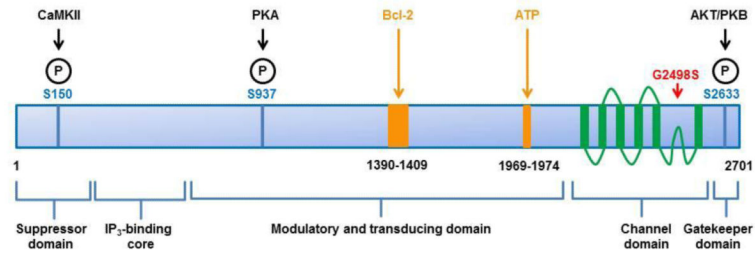 CaMKII PKA Bcl-2 ATP AKT/PKB
P P P
G2498S
S150 S937 S2633
1 1390-1409 1969-1974 2701
Suppressor IP₃-binding Modulatory and transducing domain Channel Gatekeeper
domain core domain domain